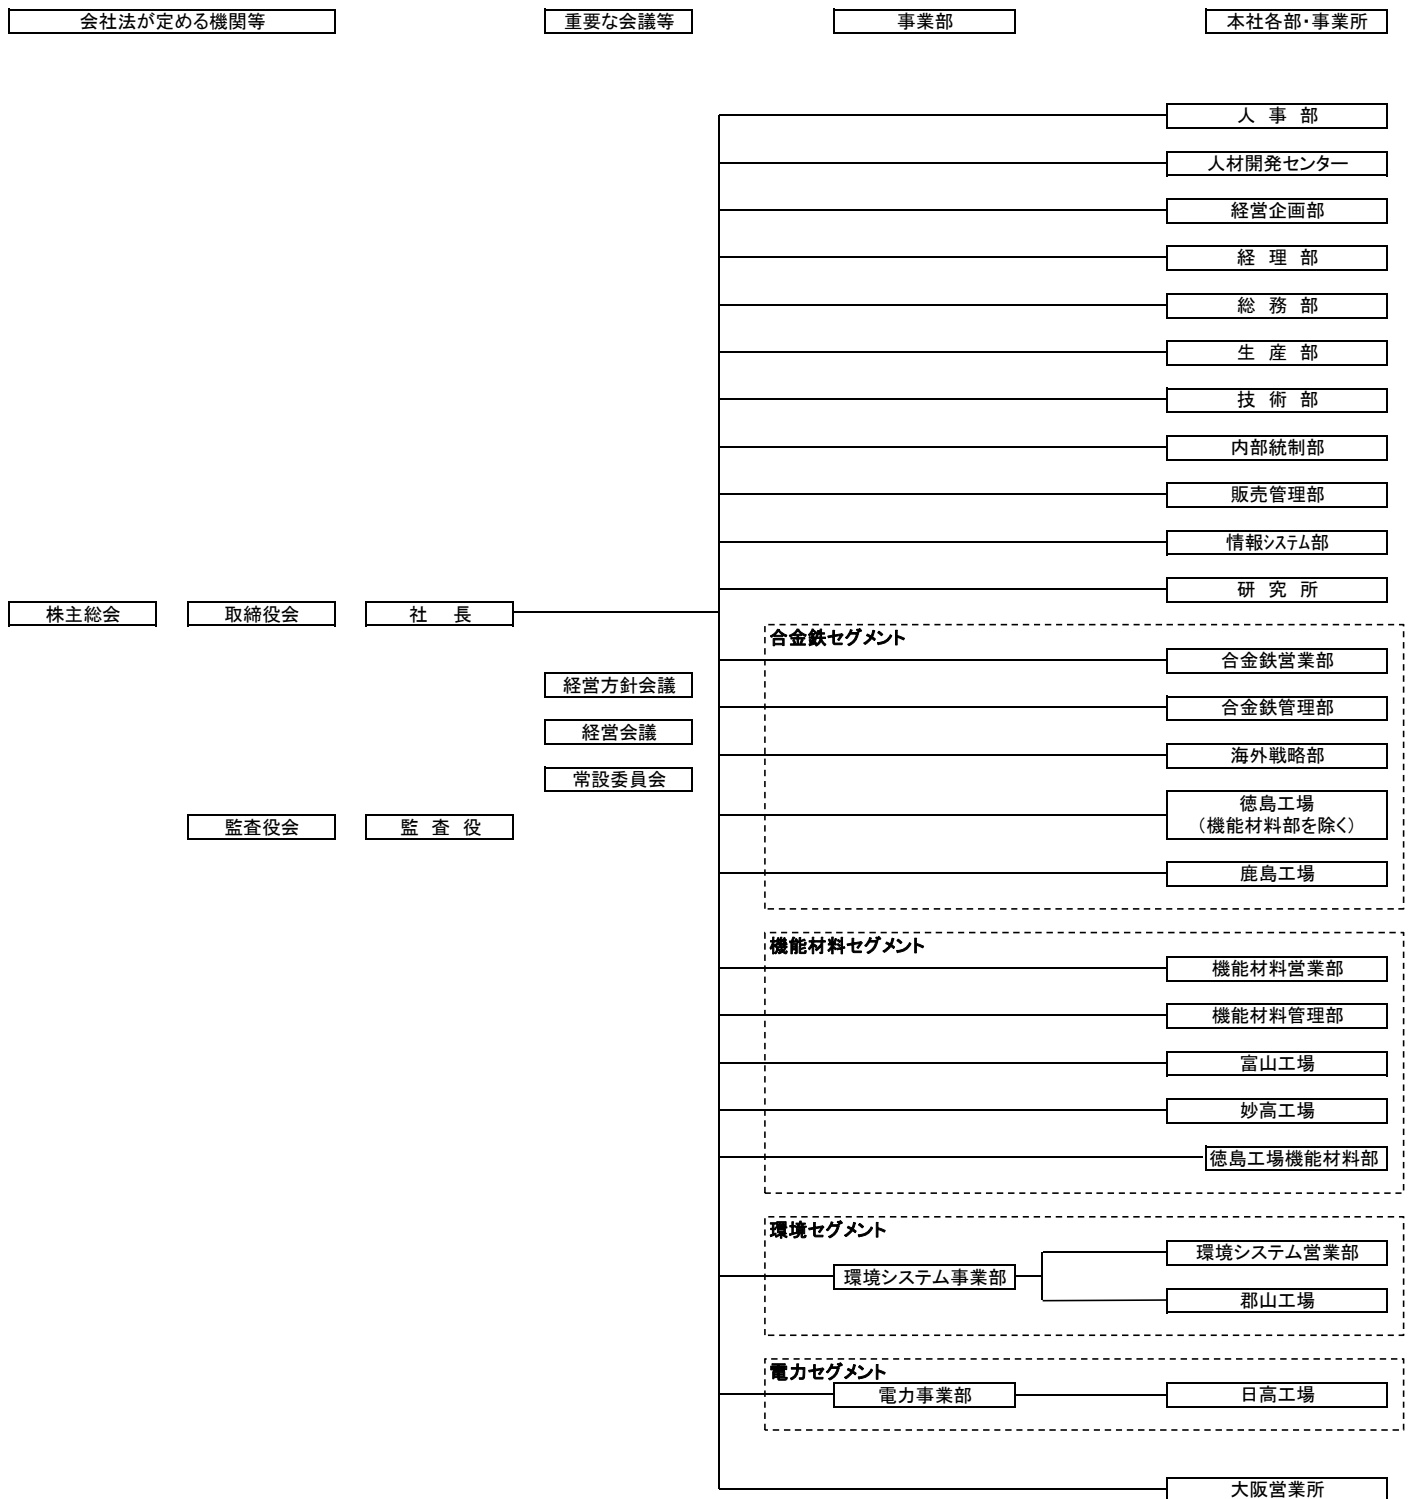 会社法が定める機関等
重要な会議等
事業部
本社各部・事業所
人 事 部
人材開発センター
経営企画部
経 理 部
総 務 部
生 産 部
技 術 部
内部統制部
販売管理部
情報システム部
研 究 所
株主総会
取締役会
社 長
合金鉄セグメント
合金鉄営業部
経営方針会議
合金鉄管理部
経営会議
海外戦略部
常設委員会
徳島工場
（機能材料部を除く）
監査役会
監 査 役
鹿島工場
機能材料セグメント
機能材料営業部
機能材料管理部
富山工場
妙高工場
徳島工場機能材料部
環境セグメント
環境システム営業部
環境システム事業部
郡山工場
電力セグメント
電力事業部
日高工場
大阪営業所